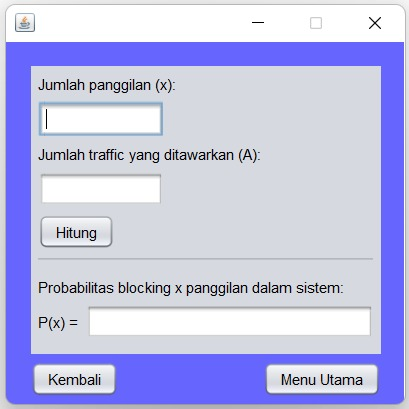 Jumlah panggilan (x):
Jumlah traffic yang ditawarkan (A):
Hitung
Probabilitas blocking x panggilan dalam sistem:
P(x) =
Kembali
Menu Utama